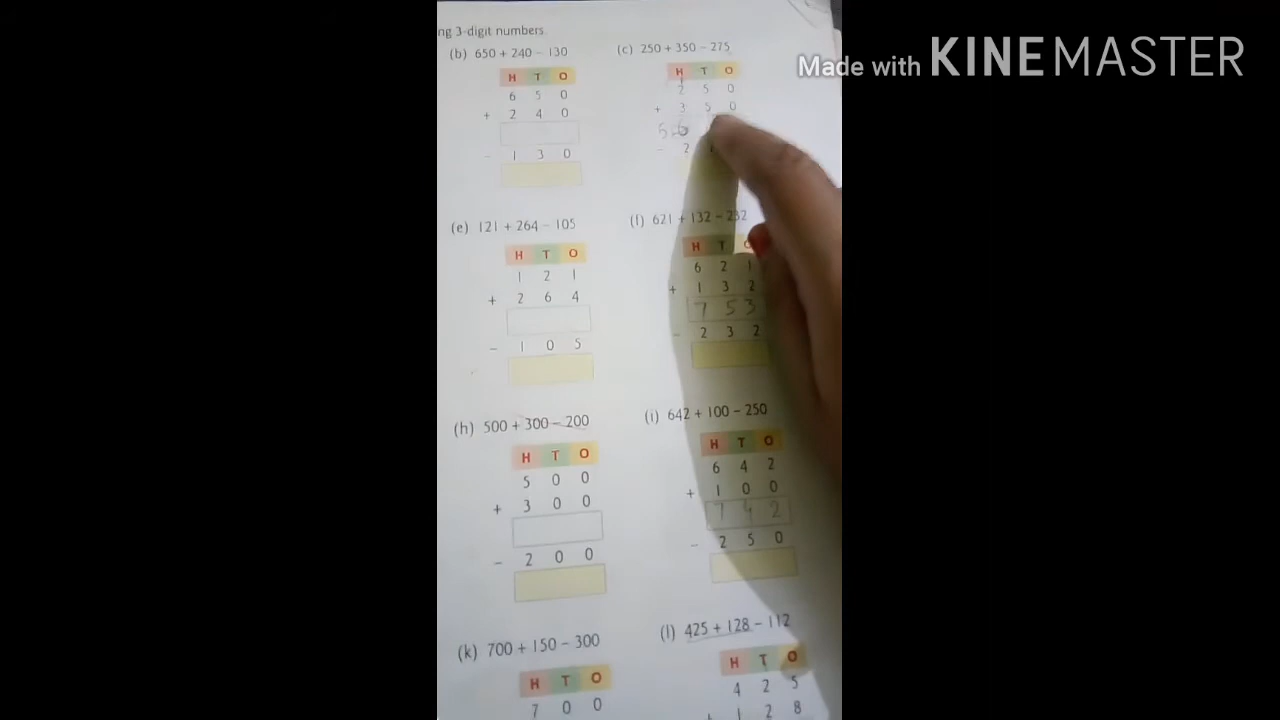 ng 3-digit numbers.
Made with KINEMASTER
(b) 650 + 240 - 130
H T O
6 5 0
+ 2 4 0
- 1 3 0
(c) 250 + 350 - 275
H T O
1
2 5 0
+ 3 5 0
5 6
- 2
(e) 121 + 264 - 105
H T O
1 2 1
+ 2 6 4
- 1 0 5
(f) 621 + 132 - 232
H T O
6 2 1
+ 1 3 2
7 5 3
- 2 3 2
(h) 500 + 300 - 200
H T O
5 0 0
+ 3 0 0
- 2 0 0
(i) 642 + 100 - 250
H T O
6 4 2
+ 1 0 0
7 4 2
- 2 5 0
(k) 700 + 150 - 300
H T O
7 0 0
(l) 425 + 128 - 112
H T O
4 2 5
+ 1 2 8